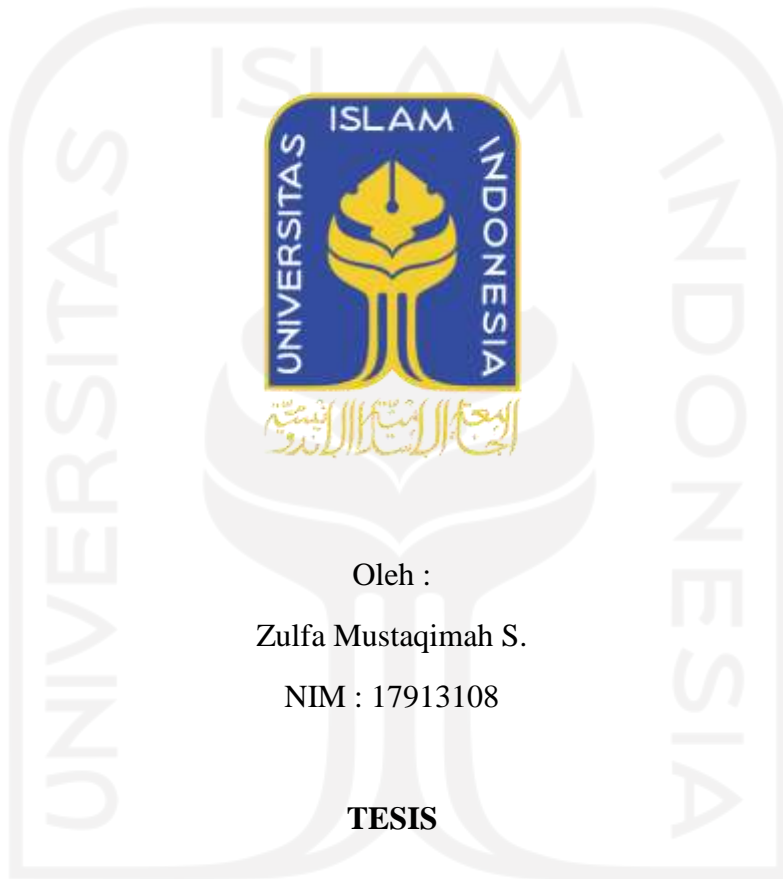 UNIVERSITAS
ISLAM
INDONESIA
Oleh :
Zulfa Mustaqimah S.
NIM : 17913108
TESIS